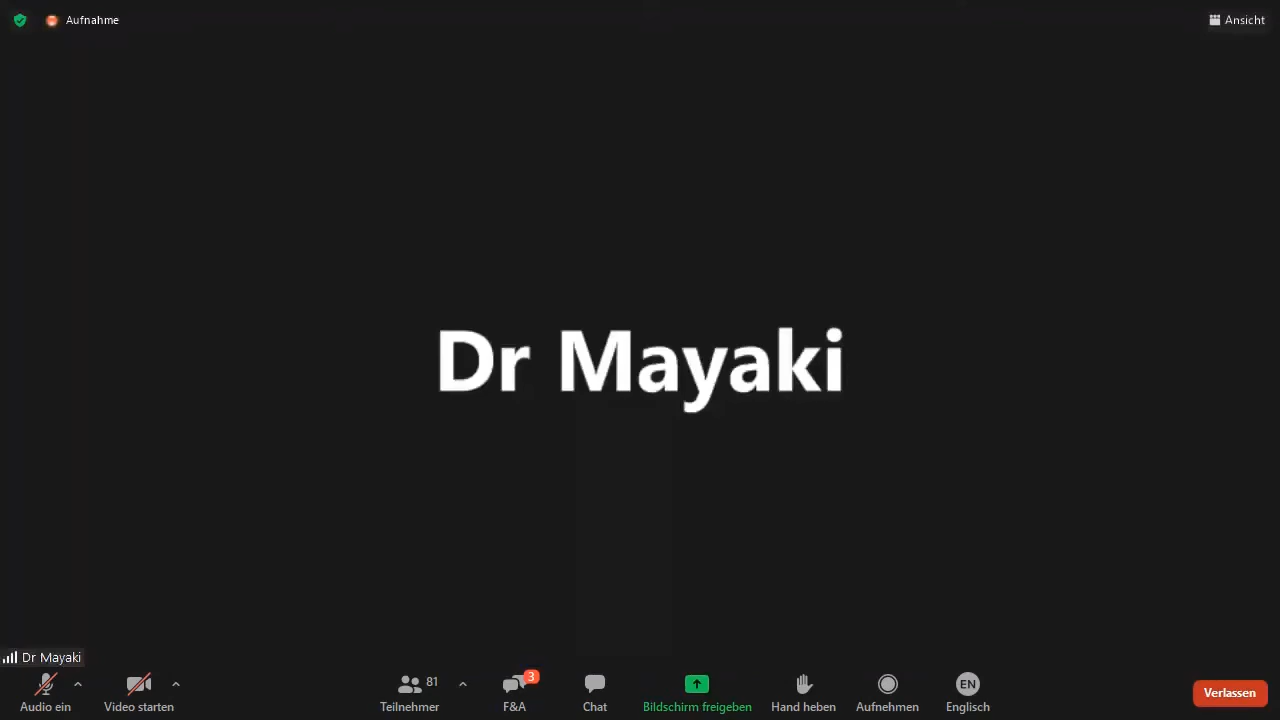 Aufnahme
Ansicht
Dr Mayaki
Dr Mayaki
Audio ein
Video starten
81
Teilnehmer
3
F&A
Chat
Bildschirm freigeben
Hand heben
Aufnehmen
EN
Englisch
Verlassen